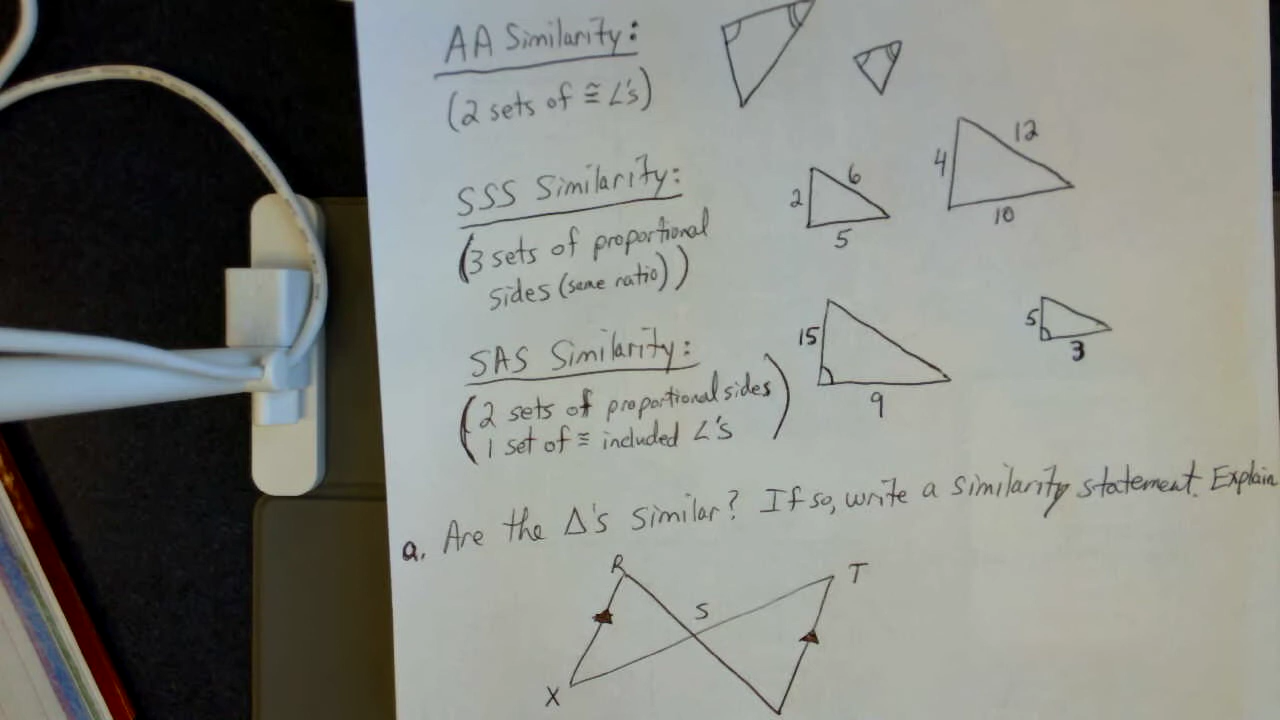 AA Similarity:
(2 sets of ≅ ∠'s)
SSS Similarity:
(3 sets of proportional
sides (same ratio))
2
6
5
4
12
10
SAS Similarity:
(2 sets of proportional sides
1 set of ≅ included ∠'s)
15
9
5
3
a. Are the Δ's similar? If so, write a similarity statement. Explain
R
T
S
X